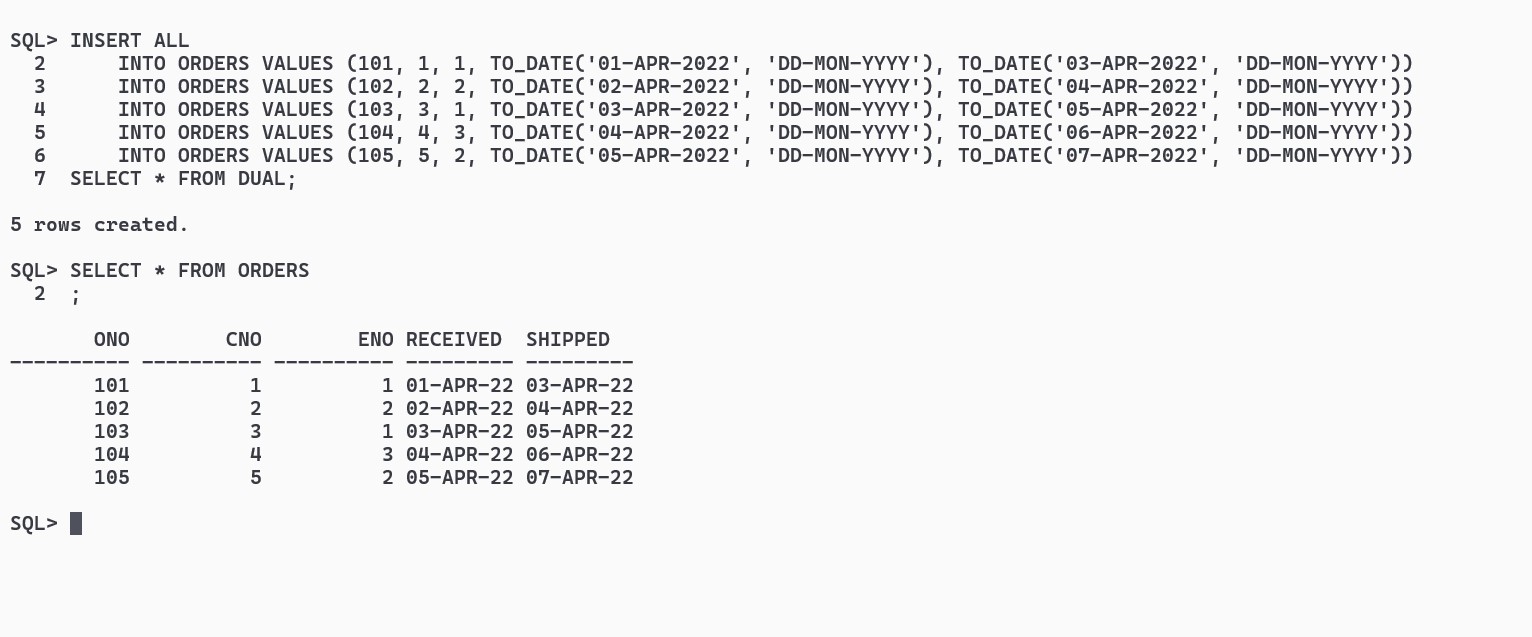 SQL> INSERT ALL
  2      INTO ORDERS VALUES (101, 1, 1, TO_DATE('01-APR-2022', 'DD-MON-YYYY'), TO_DATE('03-APR-2022', 'DD-MON-YYYY'))
  3      INTO ORDERS VALUES (102, 2, 2, TO_DATE('02-APR-2022', 'DD-MON-YYYY'), TO_DATE('04-APR-2022', 'DD-MON-YYYY'))
  4      INTO ORDERS VALUES (103, 3, 1, TO_DATE('03-APR-2022', 'DD-MON-YYYY'), TO_DATE('05-APR-2022', 'DD-MON-YYYY'))
  5      INTO ORDERS VALUES (104, 4, 3, TO_DATE('04-APR-2022', 'DD-MON-YYYY'), TO_DATE('06-APR-2022', 'DD-MON-YYYY'))
  6      INTO ORDERS VALUES (105, 5, 2, TO_DATE('05-APR-2022', 'DD-MON-YYYY'), TO_DATE('07-APR-2022', 'DD-MON-YYYY'))
  7  SELECT * FROM DUAL;
5 rows created.
SQL> SELECT * FROM ORDERS
  2  ;
       ONO        CNO        ENO RECEIVED  SHIPPED
---------- ---------- ---------- --------- ---------
       101          1          1 01-APR-22 03-APR-22
       102          2          2 02-APR-22 04-APR-22
       103          3          1 03-APR-22 05-APR-22
       104          4          3 04-APR-22 06-APR-22
       105          5          2 05-APR-22 07-APR-22
SQL>